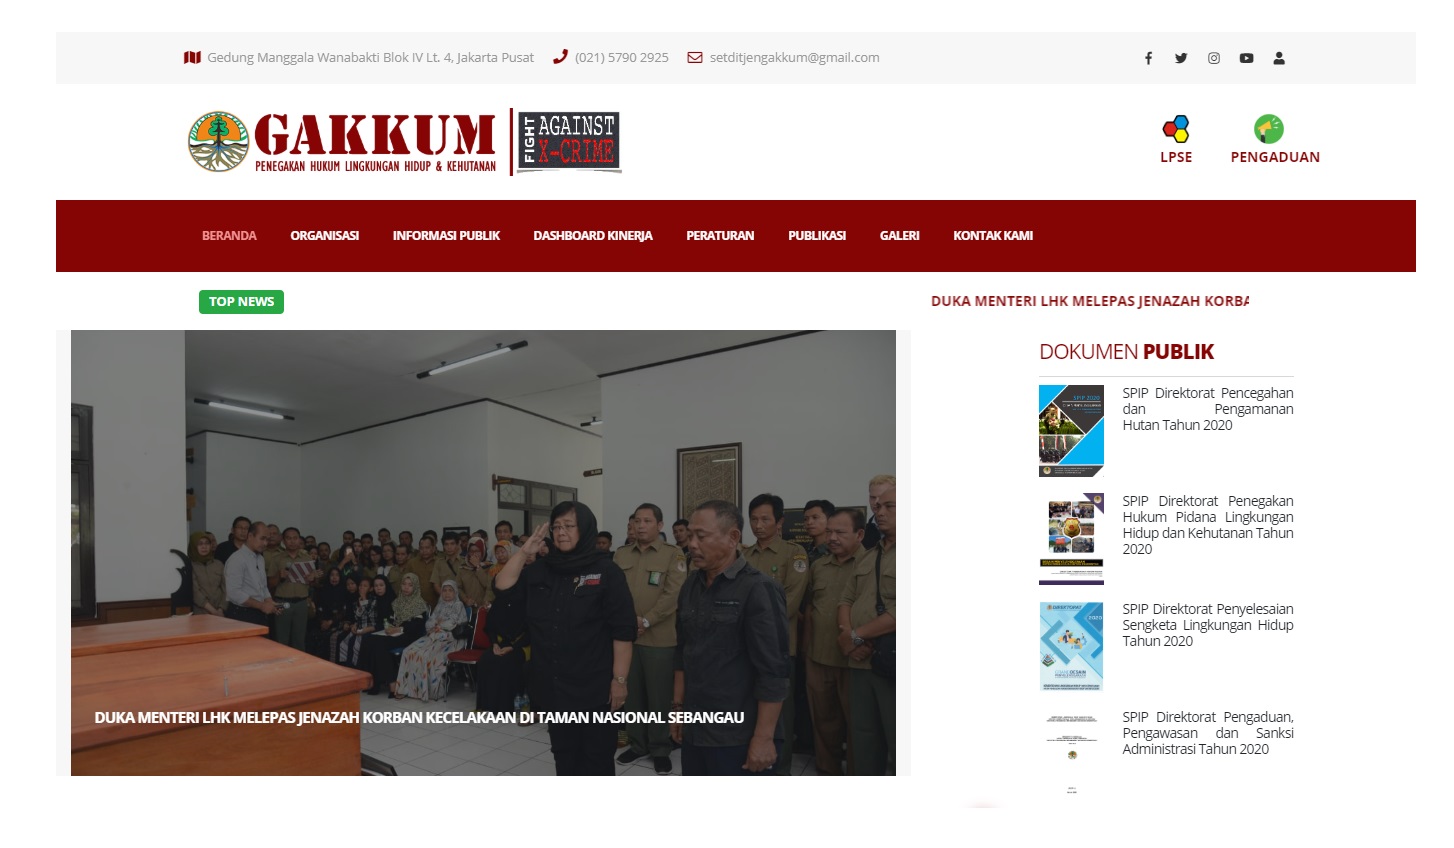 Gedung Manggala Wanabakti Blok IV Lt. 4, Jakarta Pusat (021) 5790 2925 setditjengakkum@gmail.com
GAKKUM
PENEGAKAN HUKUM LINGKUNGAN HIDUP & KEHUTANAN
FIGHT
AGAINST
X-CRIME
LPSE PENGADUAN
BERANDA ORGANISASI INFORMASI PUBLIK DASHBOARD KINERJA PERATURAN PUBLIKASI GALERI KONTAK KAMI
TOP NEWS
DUKA MENTERI LHK MELEPAS JENAZAH KORBA
DUKA MENTERI LHK MELEPAS JENAZAH KORBAN KECELAKAAN DI TAMAN NASIONAL SEBANGAU
DOKUMEN PUBLIK
SPIP 2020
SPIP Direktorat Pencegahan
dan Pengamanan
Hutan Tahun 2020
SPIP Direktorat Penegakan
Hukum Pidana Lingkungan
Hidup dan Kehutanan Tahun
2020
SPIP Direktorat Penyelesaian
Sengketa Lingkungan Hidup
Tahun 2020
SPIP Direktorat Pengaduan,
Pengawasan dan Sanksi
Administrasi Tahun 2020